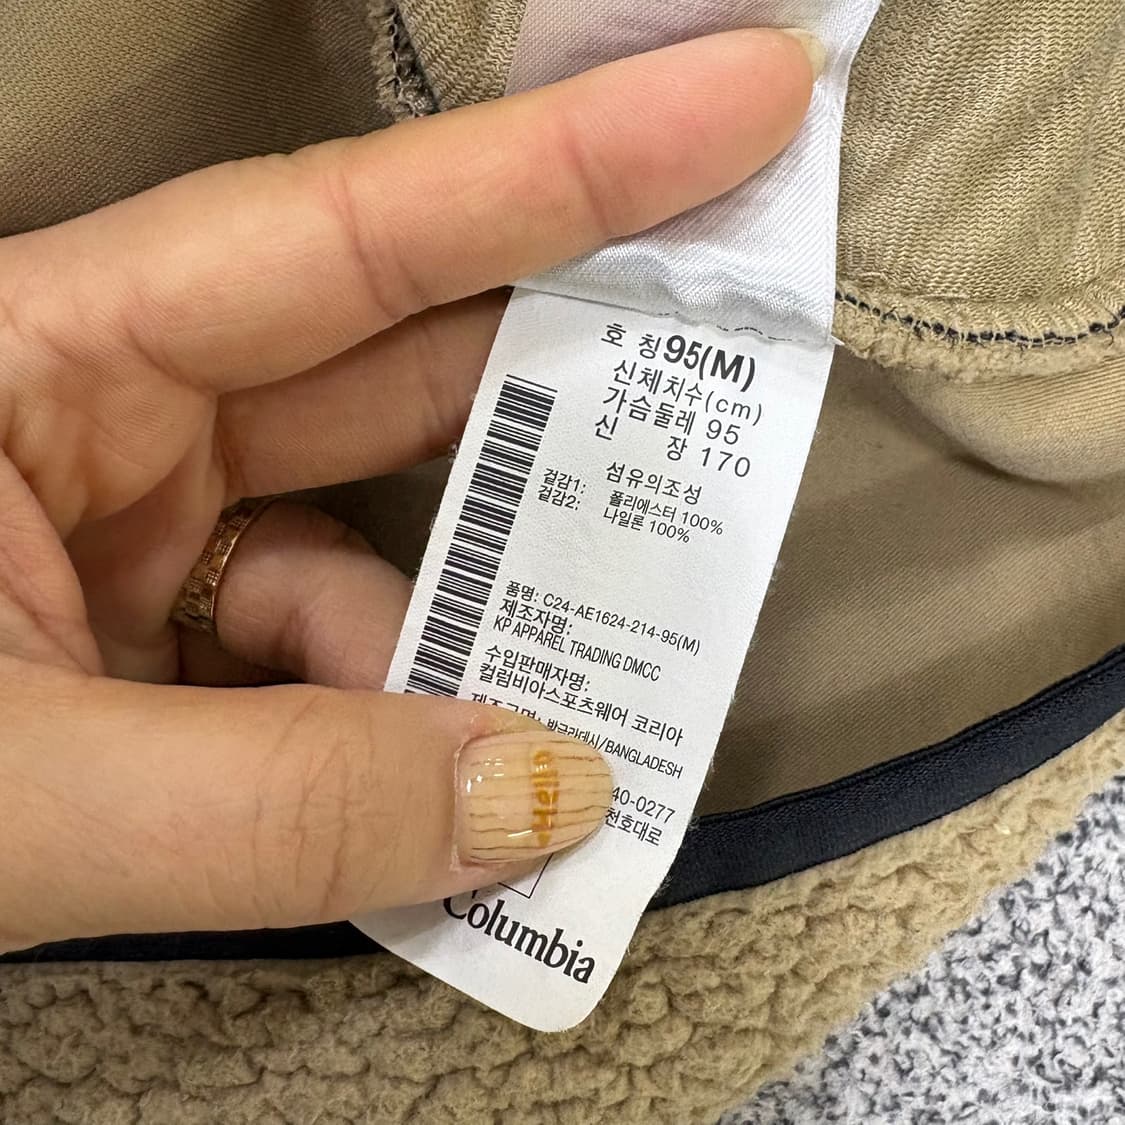 호 칭 95(M)
신체치수(cm)
가슴둘레 95
신 장 170
섬유의조성
겉감1: 폴리에스터 100%
겉감2: 나일론 100%
품명: C24-AE1624-214-95(M)
제조자명:
KP APPAREL TRADING DMCC
수입판매자명:
컬럼비아스포츠웨어 코리아
방글라데시/BANGLADESH
40-0277
천호대로
Columbia